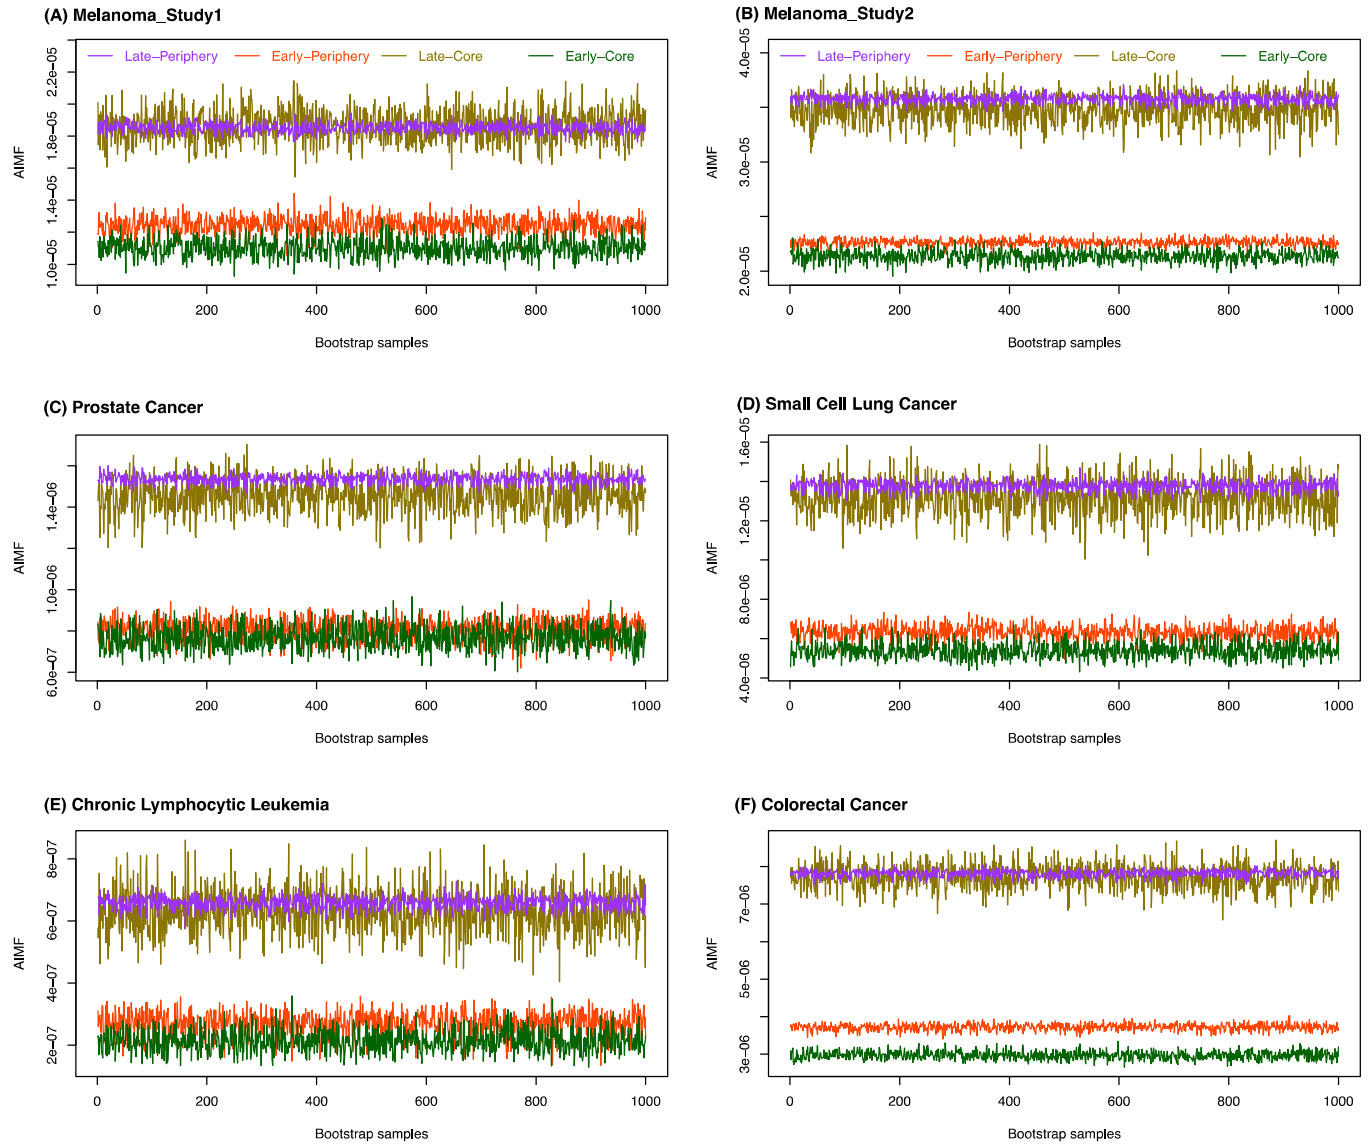 (A) Melanoma_Study1
Late−Periphery Early−Periphery Late−Core Early−Core
AIMF
1.0e−05 1.4e−05 1.8e−05 2.2e−05
0 200 400 600 800 1000
Bootstrap samples
(B) Melanoma_Study2
Late−Periphery Early−Periphery Late−Core Early−Core
AIMF
2.0e−05 3.0e−05 4.0e−05
0 200 400 600 800 1000
Bootstrap samples
(C) Prostate Cancer
AIMF
6.0e−07 1.0e−06 1.4e−06
0 200 400 600 800 1000
Bootstrap samples
(D) Small Cell Lung Cancer
AIMF
4.0e−06 8.0e−06 1.2e−05 1.6e−05
0 200 400 600 800 1000
Bootstrap samples
(E) Chronic Lymphocytic Leukemia
AIMF
2e−07 4e−07 6e−07 8e−07
0 200 400 600 800 1000
Bootstrap samples
(F) Colorectal Cancer
AIMF
3e−06 5e−06 7e−06
0 200 400 600 800 1000
Bootstrap samples